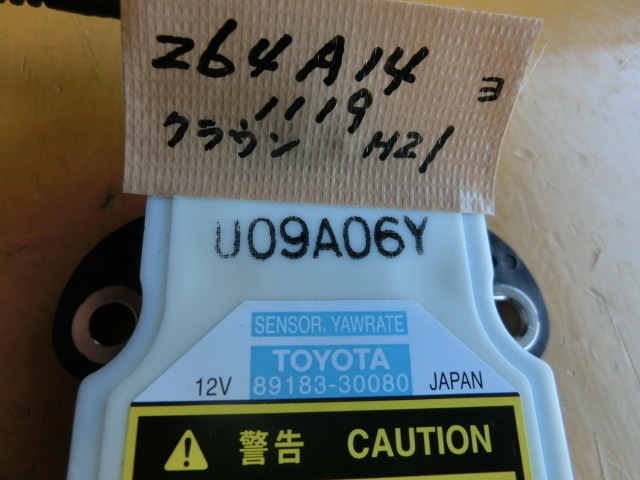 264A14
ヨ
1119
クラウン H21
U09A06Y
SENSOR, YAWRATE
TOYOTA
12V 89183-30080 JAPAN
警告 CAUTION